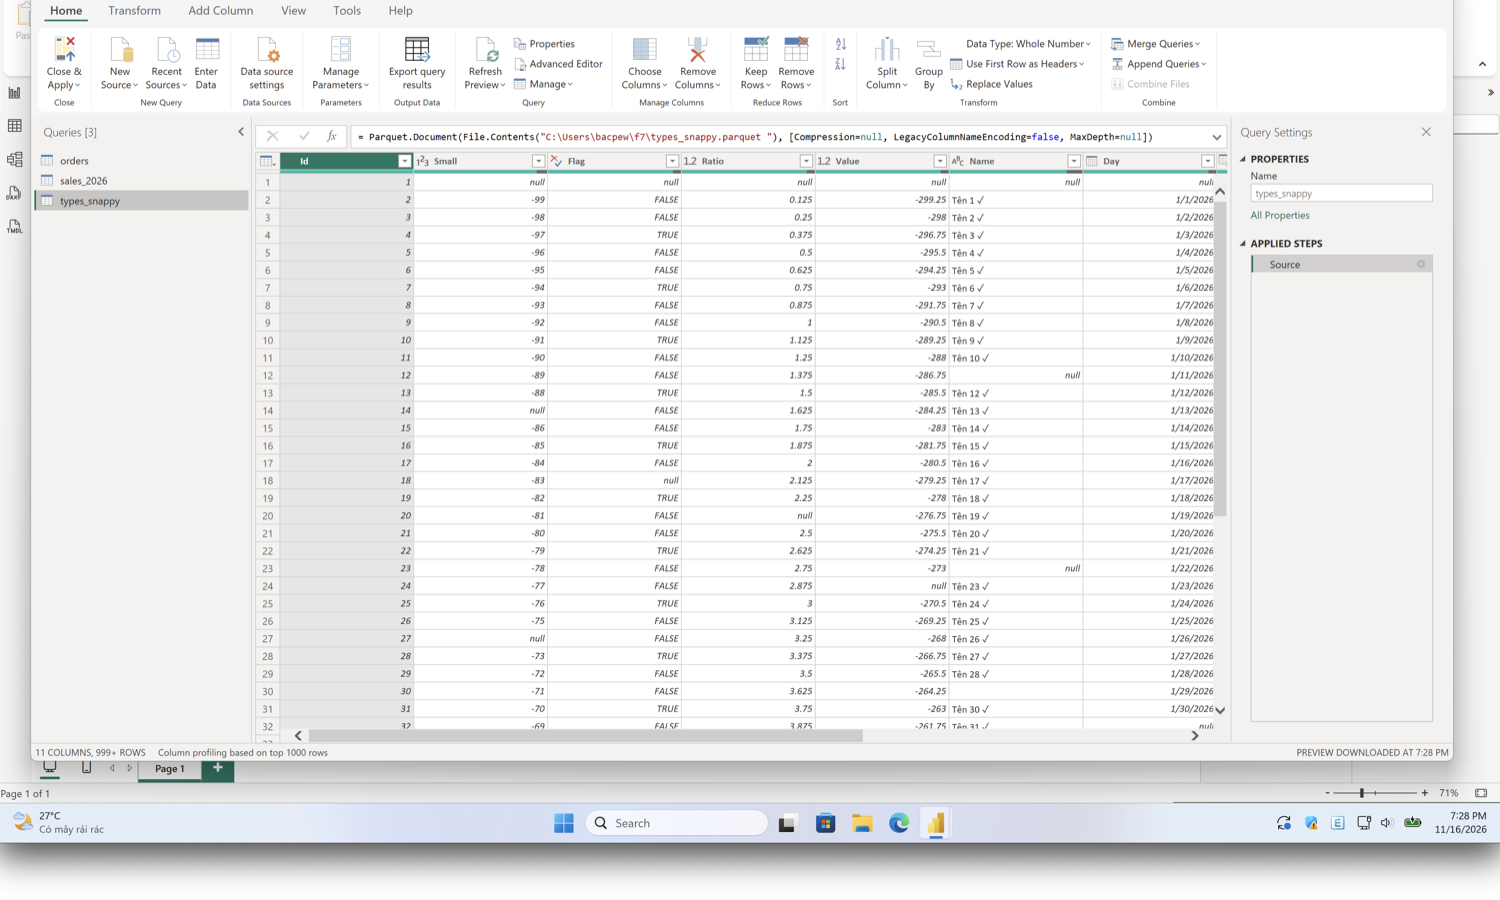 Home Transform Add Column View Tools Help
Close & Apply
New Source
Recent Sources
Enter Data
Data source settings
Manage Parameters
Export query results
Refresh Preview
Properties
Advanced Editor
Manage
Choose Columns
Remove Columns
Keep Rows
Remove Rows
Split Column
Group By
Data Type: Whole Number
Use First Row as Headers
Replace Values
Merge Queries
Append Queries
Combine Files
Close New Query Data Sources Parameters Output Data Query Manage Columns Reduce Rows Sort Transform Combine
Queries [3]
orders
sales_2026
types_snappy
fx = Parquet.Document(File.Contents("C:\Users\bacpew\f7\types_snappy.parquet "), [Compression=null, LegacyColumnNameEncoding=false, MaxDepth=null])
Id Small Flag 1.2 Ratio 1.2 Value Name Day
1 1 null null null null null null
2 2 -99 FALSE 0.125 -299.25 Tên 1 ✓ 1/1/2026
3 3 -98 FALSE 0.25 -298 Tên 2 ✓ 1/2/2026
4 4 -97 TRUE 0.375 -296.75 Tên 3 ✓ 1/3/2026
5 5 -96 FALSE 0.5 -295.5 Tên 4 ✓ 1/4/2026
6 6 -95 FALSE 0.625 -294.25 Tên 5 ✓ 1/5/2026
7 7 -94 TRUE 0.75 -293 Tên 6 ✓ 1/6/2026
8 8 -93 FALSE 0.875 -291.75 Tên 7 ✓ 1/7/2026
9 9 -92 FALSE 1 -290.5 Tên 8 ✓ 1/8/2026
10 10 -91 TRUE 1.125 -289.25 Tên 9 ✓ 1/9/2026
11 11 -90 FALSE 1.25 -288 Tên 10 ✓ 1/10/2026
12 12 -89 FALSE 1.375 -286.75 null 1/11/2026
13 13 -88 TRUE 1.5 -285.5 Tên 12 ✓ 1/12/2026
14 14 null FALSE 1.625 -284.25 Tên 13 ✓ 1/13/2026
15 15 -86 FALSE 1.75 -283 Tên 14 ✓ 1/14/2026
16 16 -85 TRUE 1.875 -281.75 Tên 15 ✓ 1/15/2026
17 17 -84 FALSE 2 -280.5 Tên 16 ✓ 1/16/2026
18 18 -83 null 2.125 -279.25 Tên 17 ✓ 1/17/2026
19 19 -82 TRUE 2.25 -278 Tên 18 ✓ 1/18/2026
20 20 -81 FALSE null -276.75 Tên 19 ✓ 1/19/2026
21 21 -80 FALSE 2.5 -275.5 Tên 20 ✓ 1/20/2026
22 22 -79 TRUE 2.625 -274.25 Tên 21 ✓ 1/21/2026
23 23 -78 FALSE 2.75 -273 null 1/22/2026
24 24 -77 FALSE 2.875 null Tên 23 ✓ 1/23/2026
25 25 -76 TRUE 3 -270.5 Tên 24 ✓ 1/24/2026
26 26 -75 FALSE 3.125 -269.25 Tên 25 ✓ 1/25/2026
27 27 null FALSE 3.25 -268 Tên 26 ✓ 1/26/2026
28 28 -73 TRUE 3.375 -266.75 Tên 27 ✓ 1/27/2026
29 29 -72 FALSE 3.5 -265.5 Tên 28 ✓ 1/28/2026
30 30 -71 FALSE 3.625 -264.25 1/29/2026
31 31 -70 TRUE 3.75 -263 Tên 30 ✓ 1/30/2026
32 32 -69 FALSE 3.875 -261.75 Tên 31 ✓ null
Query Settings
PROPERTIES
Name
types_snappy
All Properties
APPLIED STEPS
Source
11 COLUMNS, 999+ ROWS Column profiling based on top 1000 rows PREVIEW DOWNLOADED AT 7:28 PM
Page 1 +
Page 1 of 1 - + 71%
27°C
Có mây rải rác
Search
7:28 PM
11/16/2026